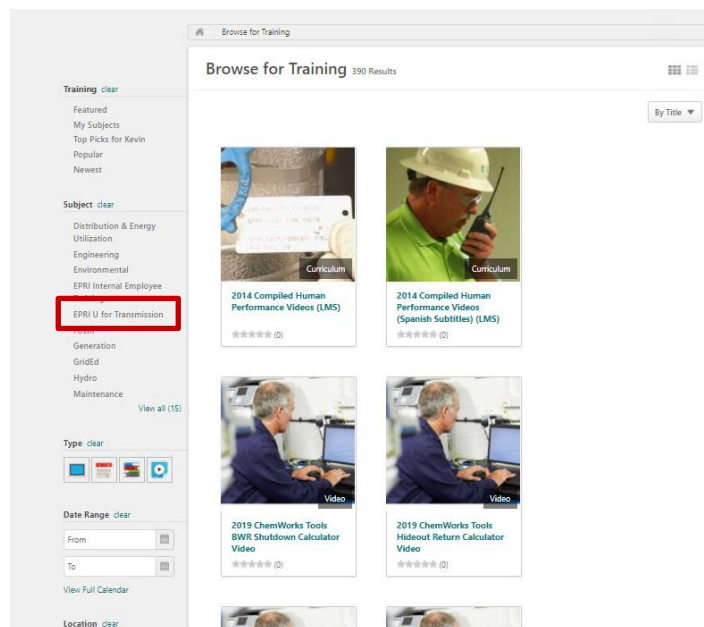 Browse for Training
Browse for Training 390 Results
By Title
Training clear
Featured
My Subjects
Top Picks for Kevin
Popular
Newest
Subject clear
Distribution & Energy
Utilization
Engineering
Environmental
EPRI Internal Employee
EPRI U for Transmission
Generation
GridEd
Hydro
Maintenance
View all (15)
Type clear
Date Range clear
From
To
View Full Calendar
Location clear
Curriculum
2014 Compiled Human
Performance Videos (LMS)
(0)
Curriculum
2014 Compiled Human
Performance Videos
(Spanish Subtitles) (LMS)
(0)
Video
2019 ChemWorks Tools
BWR Shutdown Calculator
Video
(0)
Video
2019 ChemWorks Tools
Hideout Return Calculator
Video
(0)